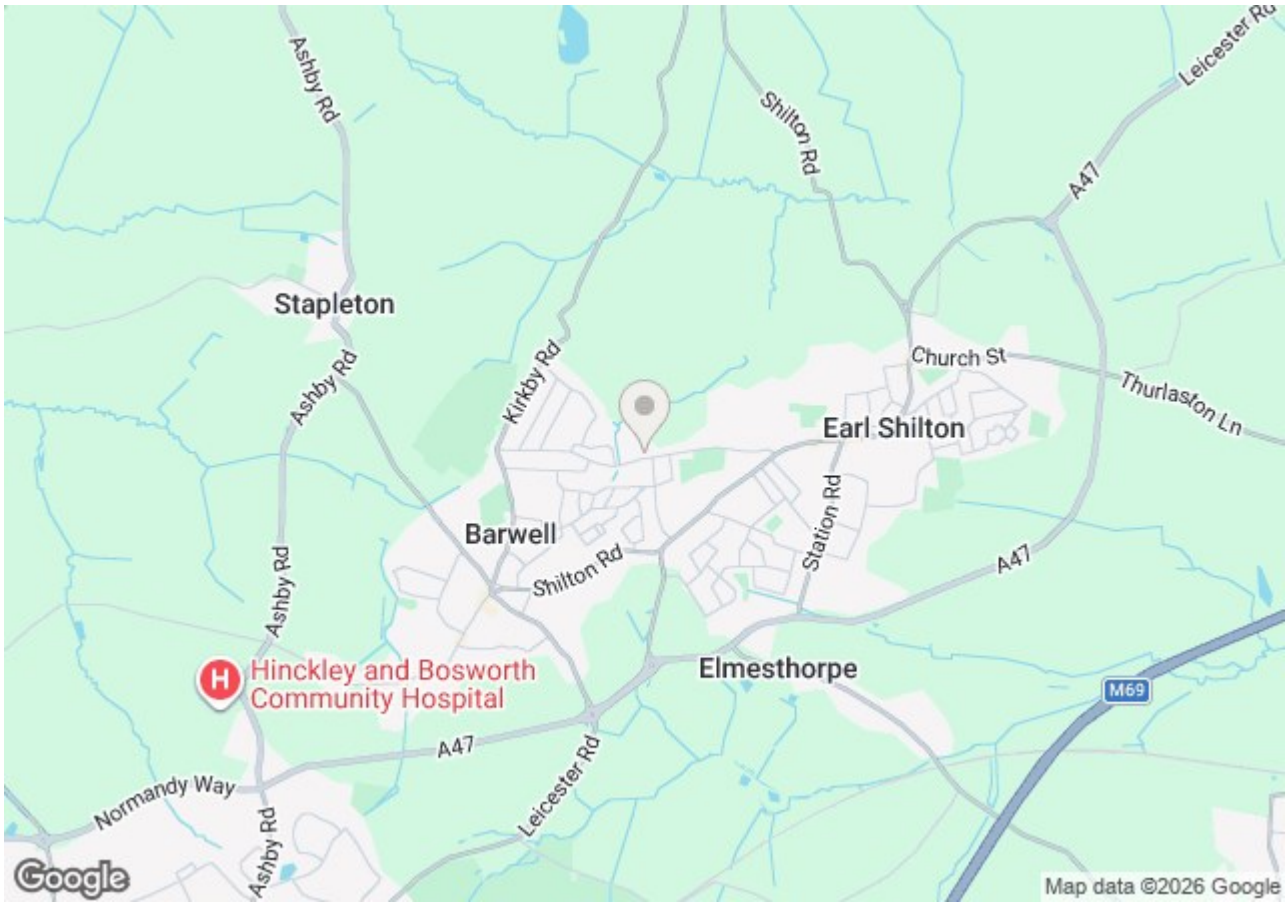 Ashby Rd
Leicester Rd
Shilton Rd
A47
Stapleton
Kirkby Rd
Church St
Thurlaston Ln
Ashby Rd
Earl Shilton
Barwell
Shilton Rd
Station Rd
A47
Ashby Rd
H
Hinckley and Bosworth
Community Hospital
Elmesthorpe
M69
A47
Leicester Rd
Normandy Way
Ashby Rd
Google
Map data ©2026 Google